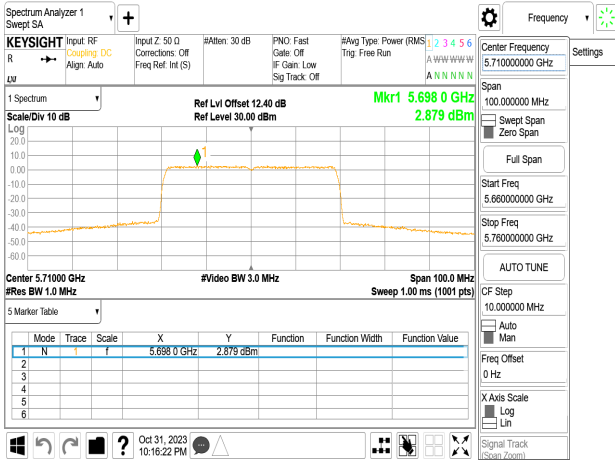 Spectrum Analyzer 1
Swept SA
Frequency
KEYSIGHT
Input: RF
Coupling: DC
Align: Auto
Input Z: 50 Ω
Corrections: Off
Freq Ref: Int (S)
#Atten: 30 dB
PNO: Fast
Gate: Off
IF Gain: Low
Sig Track: Off
#Avg Type: Power (RMS
Trig: Free Run
1 2 3 4 5 6
A W W W W W
A N N N N N
R
LXI
1 Spectrum
Scale/Div 10 dB
Ref Lvl Offset 12.40 dB
Ref Level 30.00 dBm
Mkr1 5.698 0 GHz
2.879 dBm
Log
20.0
10.0
0.00
-10.0
-20.0
-30.0
-40.0
-50.0
-60.0
1
Center 5.71000 GHz
#Res BW 1.0 MHz
#Video BW 3.0 MHz
Span 100.0 MHz
Sweep 1.00 ms (1001 pts)
5 Marker Table
Mode Trace Scale X Y Function Function Width Function Value
1 N 1 f 5.698 0 GHz 2.879 dBm
2
3
4
5
6
Oct 31, 2023
10:16:22 PM
Center Frequency
5.710000000 GHz
Settings
Span
100.000000 MHz
Swept Span
Zero Span
Full Span
Start Freq
5.660000000 GHz
Stop Freq
5.760000000 GHz
AUTO TUNE
CF Step
10.000000 MHz
Auto
Man
Freq Offset
0 Hz
X Axis Scale
Log
Lin
Signal Track
(Span Zoom)